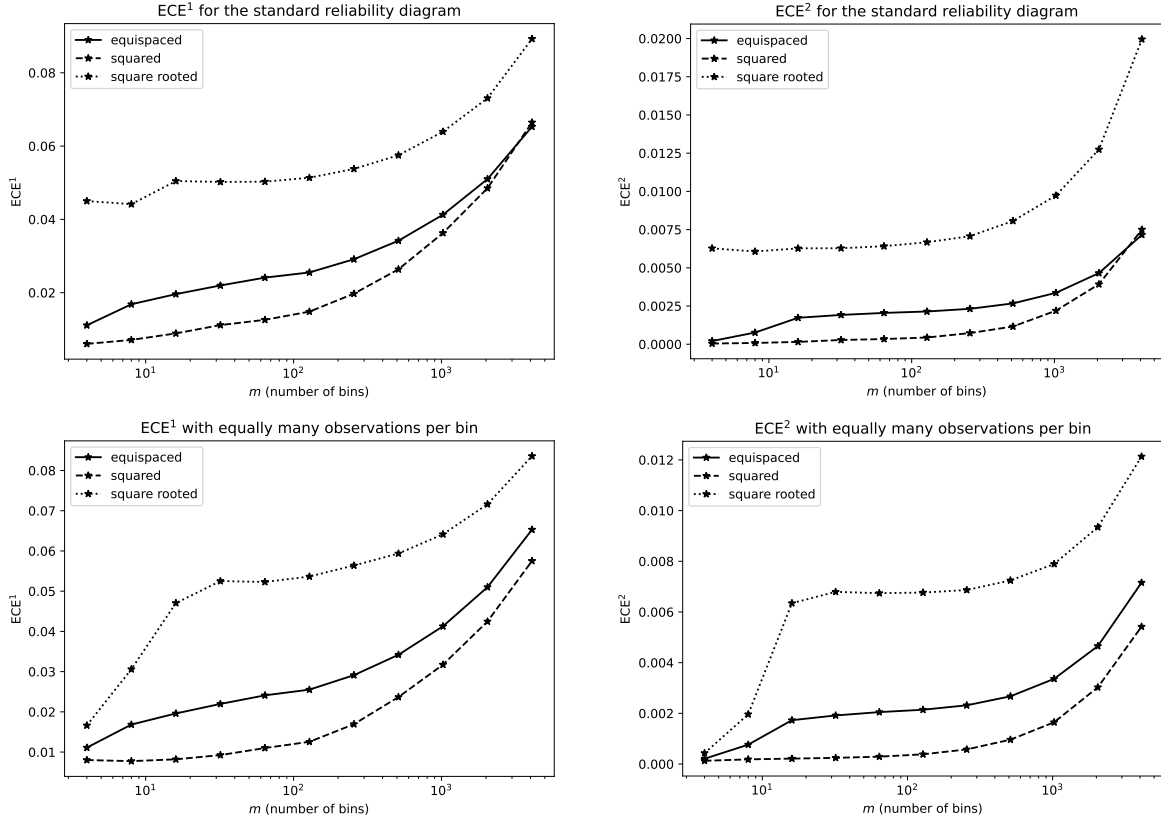 ECE¹ for the standard reliability diagram
equispaced
squared
square rooted
0.08
0.06
0.04
0.02
ECE¹
10¹ 10² 10³
m (number of bins)
ECE² for the standard reliability diagram
equispaced
squared
square rooted
0.0200
0.0175
0.0150
0.0125
0.0100
0.0075
0.0050
0.0025
0.0000
ECE²
10¹ 10² 10³
m (number of bins)
ECE¹ with equally many observations per bin
equispaced
squared
square rooted
0.08
0.07
0.06
0.05
0.04
0.03
0.02
0.01
ECE¹
10¹ 10² 10³
m (number of bins)
ECE² with equally many observations per bin
equispaced
squared
square rooted
0.012
0.010
0.008
0.006
0.004
0.002
0.000
ECE²
10¹ 10² 10³
m (number of bins)